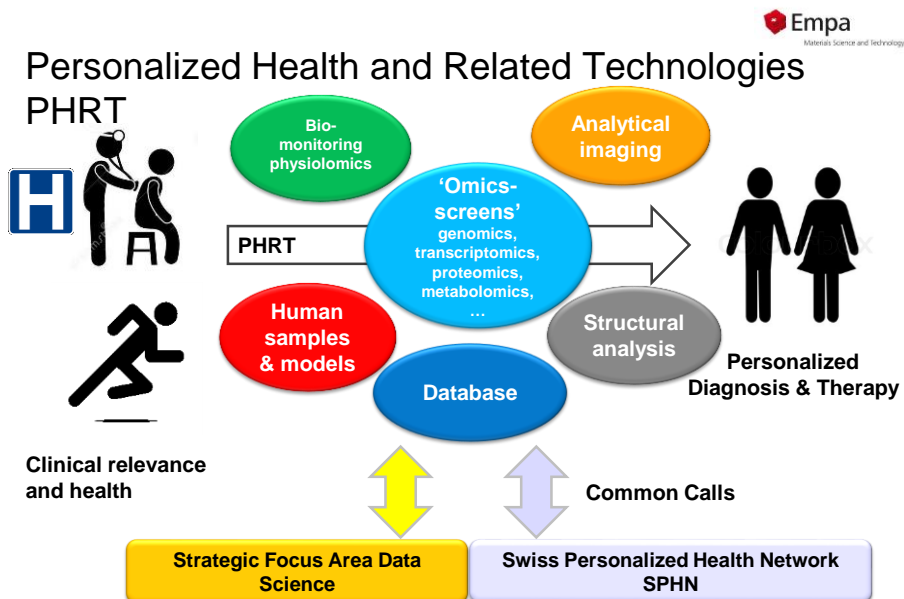 Empa
Materials Science and Technology
Personalized Health and Related Technologies
PHRT
Bio-
monitoring
physiolomics
Analytical
imaging
H
‘Omics-
screens’
genomics,
transcriptomics,
proteomics,
metabolomics,
…
PHRT
Human
samples
& models
Structural
analysis
Database
Personalized
Diagnosis & Therapy
Clinical relevance
and health
Common Calls
Strategic Focus Area Data
Science
Swiss Personalized Health Network
SPHN